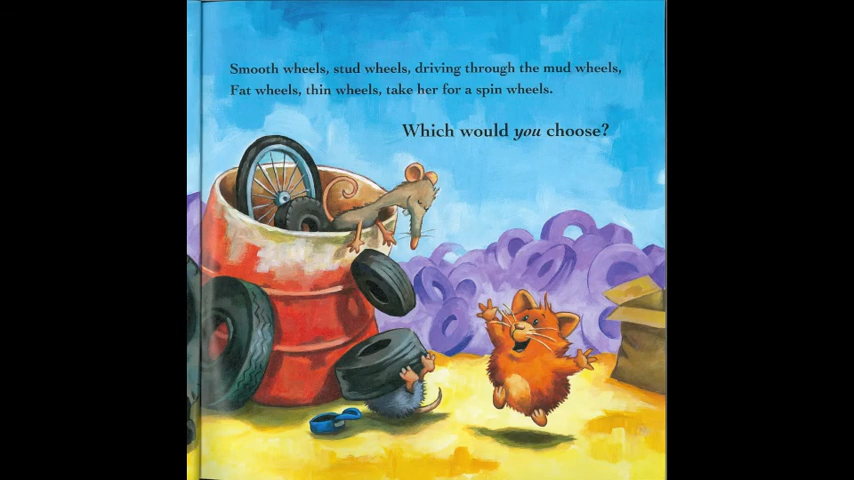 Smooth wheels, stud wheels, driving through the mud wheels,
Fat wheels, thin wheels, take her for a spin wheels.
Which would you choose?